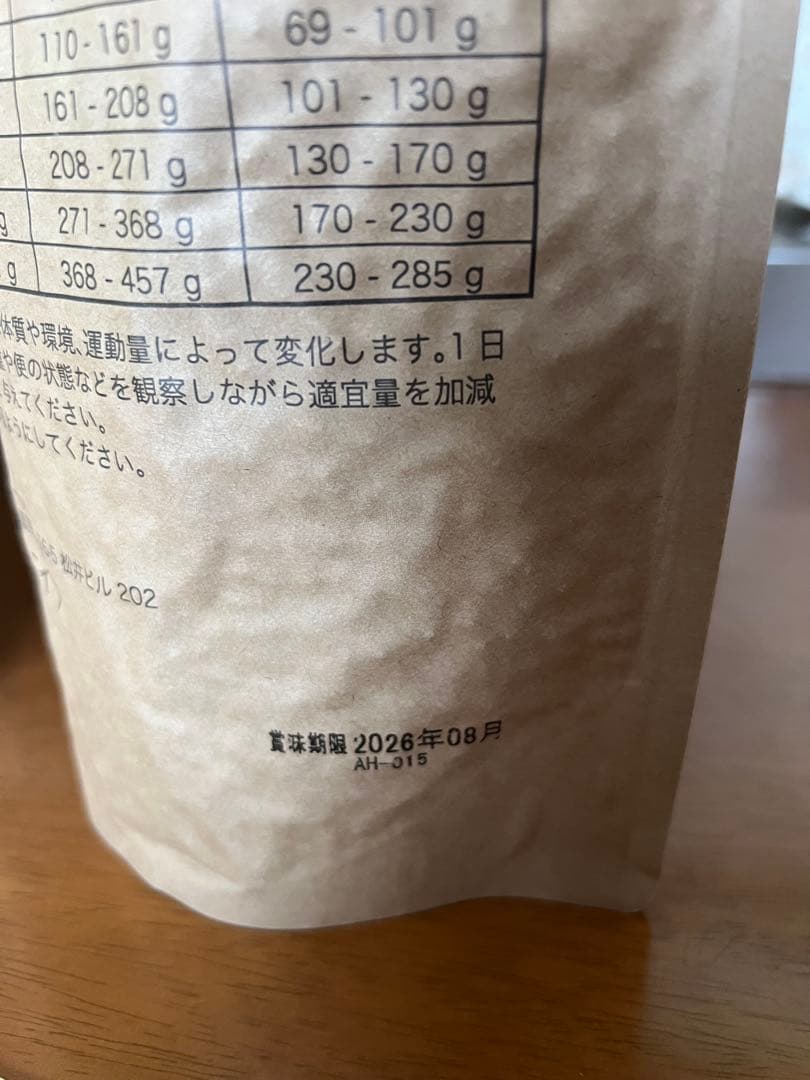 110 - 161 g 69 - 101 g
161 - 208 g 101 - 130 g
208 - 271 g 130 - 170 g
g 271 - 368 g 170 - 230 g
g 368 - 457 g 230 - 285 g
体質や環境、運動量によって変化します。1日
や便の状態などを観察しながら適宜量を加減
与えてください。
ようにしてください。
松井ビル 202
イ)
賞味期限 2026年08月
AH-015